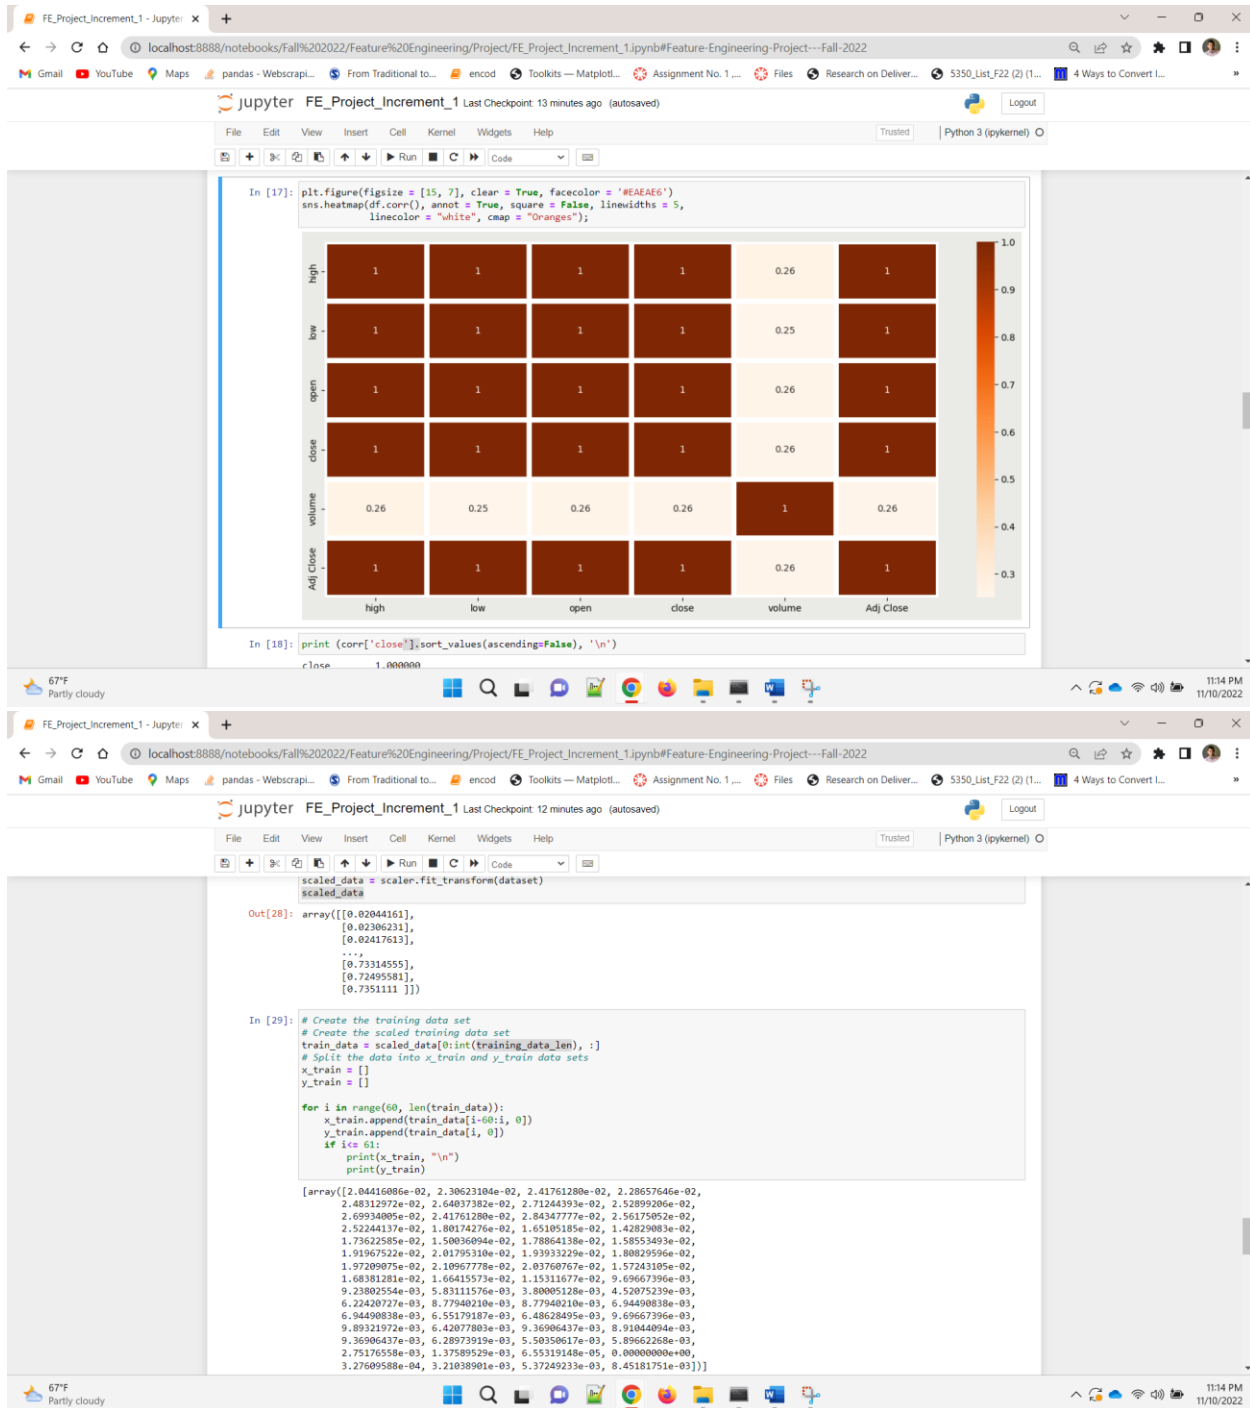 FE_Project_Increment_1 - Jupyter
localhost:8888/notebooks/Fall%202022/Feature%20Engineering/Project/FE_Project_Increment_1.ipynb#Feature-Engineering-Project---Fall-2022
Gmail YouTube Maps pandas - Webscrapi... From Traditional to... encod Toolkits — Matplotl... Assignment No. 1 ,... Files Research on Deliver... 5350_List_F22 (2) (1... 4 Ways to Convert I... »
jupyter FE_Project_Increment_1 Last Checkpoint: 13 minutes ago (autosaved) Logout
File Edit View Insert Cell Kernel Widgets Help Trusted Python 3 (ipykernel)
Run Code
In [17]: plt.figure(figsize = [15, 7], clear = True, facecolor = '#EAEAE6')
sns.heatmap(df.corr(), annot = True, square = False, linewidths = 5,
linecolor = "white", cmap = "Oranges");
high 1 1 1 1 0.26 1
low 1 1 1 1 0.25 1
open 1 1 1 1 0.26 1
close 1 1 1 1 0.26 1
volume 0.26 0.25 0.26 0.26 1 0.26
Adj Close 1 1 1 1 0.26 1
high low open close volume Adj Close
1.0
0.9
0.8
0.7
0.6
0.5
0.4
0.3
In [18]: print (corr['close'].sort_values(ascending=False), '\n')
close 1.000000
67°F
Partly cloudy
11:14 PM
11/10/2022
FE_Project_Increment_1 - Jupyter
localhost:8888/notebooks/Fall%202022/Feature%20Engineering/Project/FE_Project_Increment_1.ipynb#Feature-Engineering-Project---Fall-2022
Gmail YouTube Maps pandas - Webscrapi... From Traditional to... encod Toolkits — Matplotl... Assignment No. 1 ,... Files Research on Deliver... 5350_List_F22 (2) (1... 4 Ways to Convert I... »
jupyter FE_Project_Increment_1 Last Checkpoint: 12 minutes ago (autosaved) Logout
File Edit View Insert Cell Kernel Widgets Help Trusted Python 3 (ipykernel)
Run Code
scaled_data = scaler.fit_transform(dataset)
scaled_data
Out[28]: array([[0.02044161],
[0.02306231],
[0.02417613],
...,
[0.73314555],
[0.72495581],
[0.7351111 ]])
In [29]: # Create the training data set
# Create the scaled training data set
train_data = scaled_data[0:int(training_data_len), :]
# Split the data into x_train and y_train data sets
x_train = []
y_train = []
for i in range(60, len(train_data)):
x_train.append(train_data[i-60:i, 0])
y_train.append(train_data[i, 0])
if i<= 61:
print(x_train, "\n")
print(y_train)
[array([2.04416086e-02, 2.30623104e-02, 2.41761280e-02, 2.28657646e-02,
2.48312972e-02, 2.64037382e-02, 2.71244393e-02, 2.52899206e-02,
2.69934005e-02, 2.41761280e-02, 2.84347777e-02, 2.56175052e-02,
2.52244137e-02, 1.80174276e-02, 1.65105185e-02, 1.42829083e-02,
1.73622585e-02, 1.50036094e-02, 1.78864138e-02, 1.58553493e-02,
1.91967522e-02, 2.01795310e-02, 1.93933229e-02, 1.80829596e-02,
1.97209075e-02, 2.10967778e-02, 2.03760767e-02, 1.57243105e-02,
1.68381281e-02, 1.66415573e-02, 1.15311677e-02, 9.69667396e-03,
9.23802554e-03, 5.83111576e-03, 3.80005128e-03, 4.52075239e-03,
6.22420727e-03, 8.77940210e-03, 8.77940210e-03, 6.94490838e-03,
6.94490838e-03, 6.55179187e-03, 6.48628495e-03, 9.69667396e-03,
9.89321972e-03, 6.42077803e-03, 9.36906437e-03, 8.91044094e-03,
9.36906437e-03, 6.28973919e-03, 5.50350617e-03, 5.89662268e-03,
2.75176558e-03, 1.37589529e-03, 6.55319148e-05, 0.00000000e+00,
3.27609588e-04, 3.21038901e-03, 5.37249233e-03, 8.45181751e-03])]
67°F
Partly cloudy
11:14 PM
11/10/2022